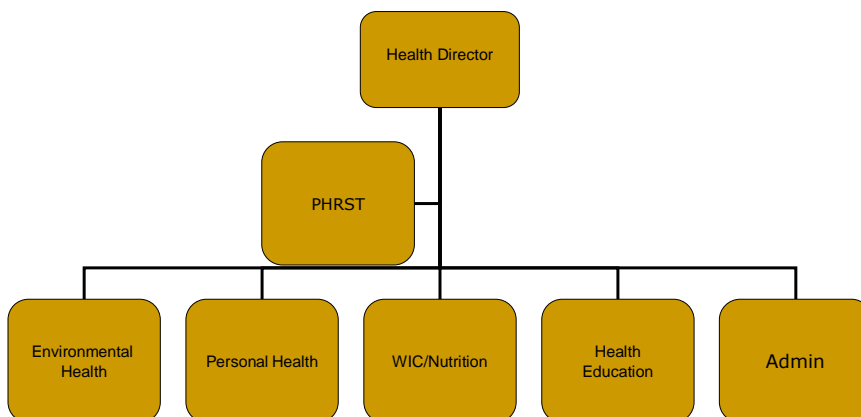 Health Director
PHRST
Environmental
Health
Personal Health
WIC/Nutrition
Health
Education
Admin